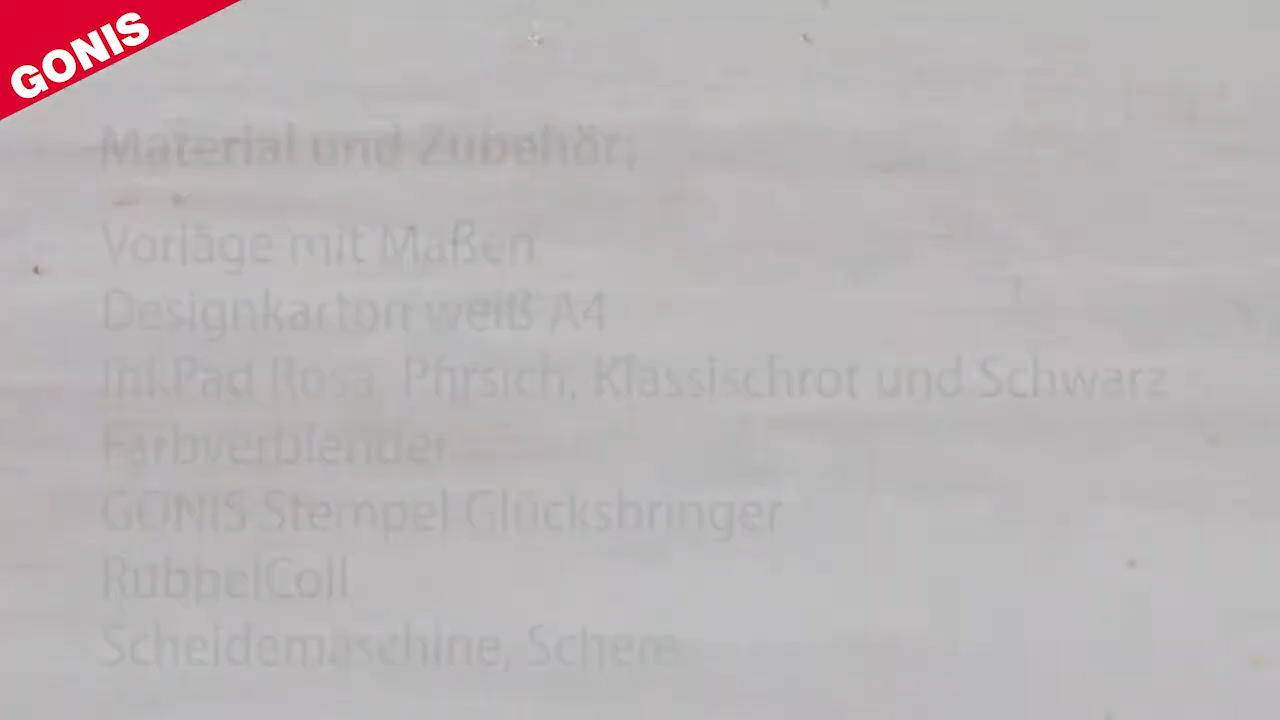 GONIS
Material und Zubehör:
Vorlage mit Maßen
Designkarton weiß A4
InkPad Rosa, Pfirsich, Klassischrot und Schwarz
Farbverblender
GONIS Stempel Glücksbringer
RubbelColl
Scheidemaschine, Schere